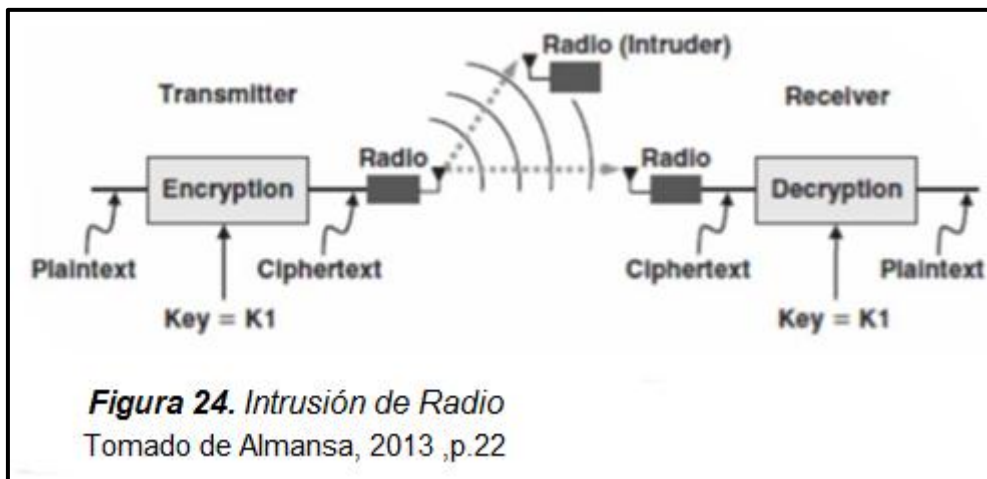 Radio (Intruder)
Transmitter
Receiver
Radio
Radio
Encryption
Decryption
Plaintext
Ciphertext
Ciphertext
Plaintext
Key = K1
Key = K1
Figura 24. Intrusión de Radio
Tomado de Almansa, 2013 ,p.22